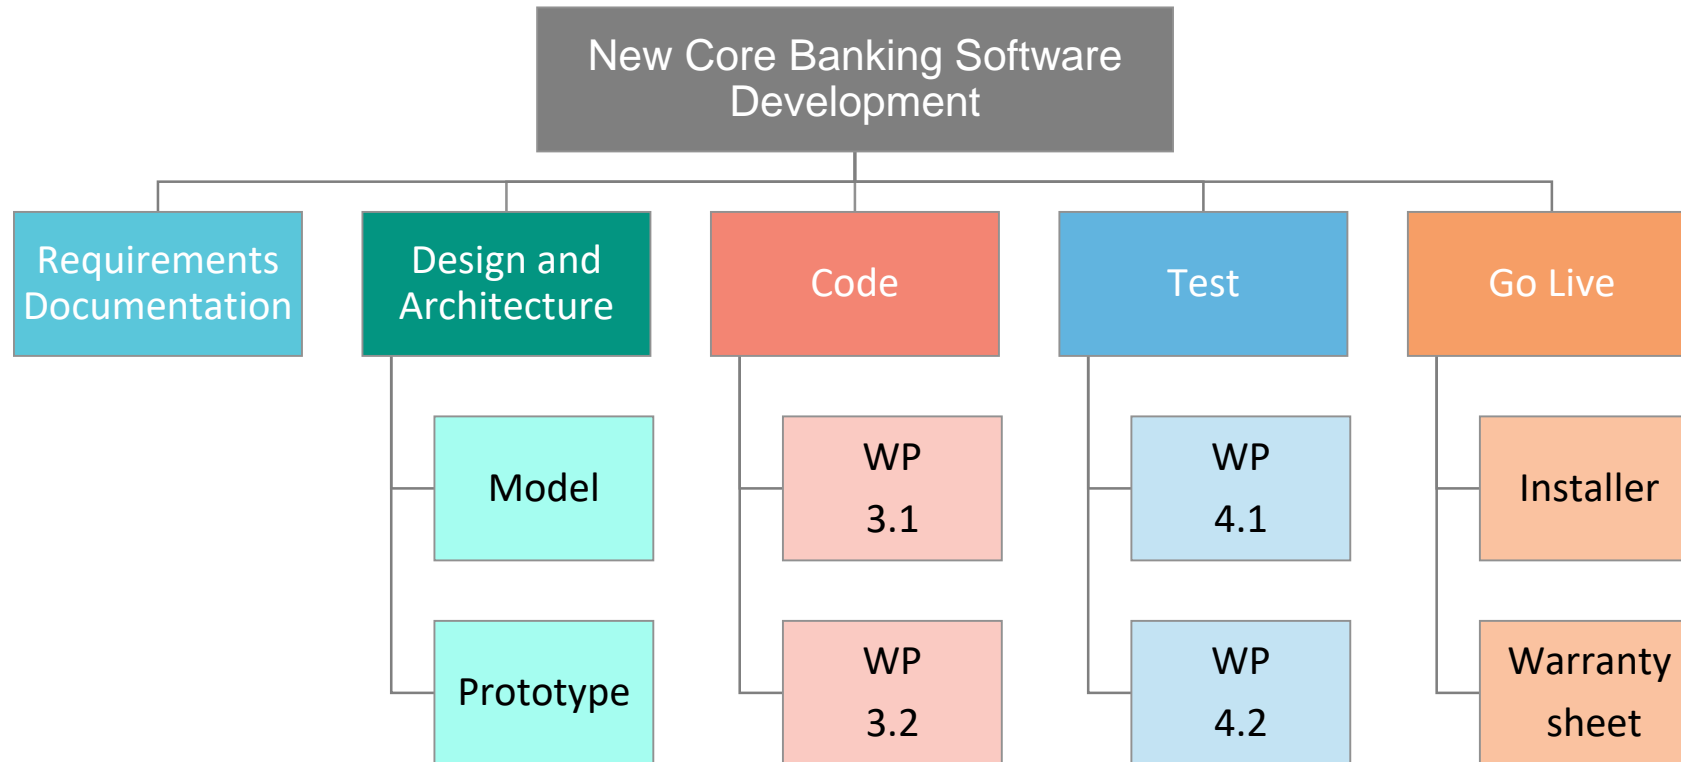 New Core Banking Software
Development
Requirements
Documentation
Design and
Architecture
Code
Test
Go Live
Model
WP
3.1
WP
4.1
Installer
Prototype
WP
3.2
WP
4.2
Warranty
sheet